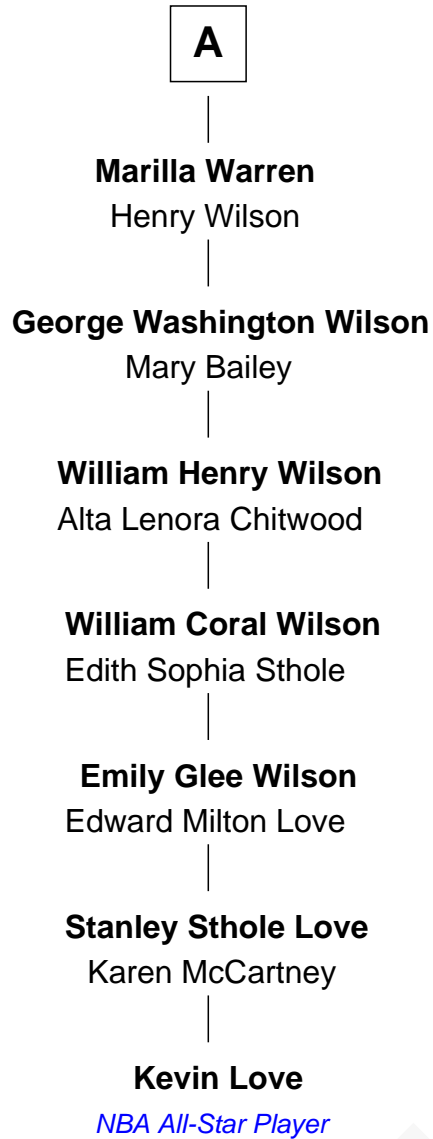 A
Marilla Warren
Henry Wilson
George Washington Wilson
Mary Bailey
William Henry Wilson
Alta Lenora Chitwood
William Coral Wilson
Edith Sophia Sthole
Emily Glee Wilson
Edward Milton Love
Stanley Sthole Love
Karen McCartney
Kevin Love
NBA All-Star Player